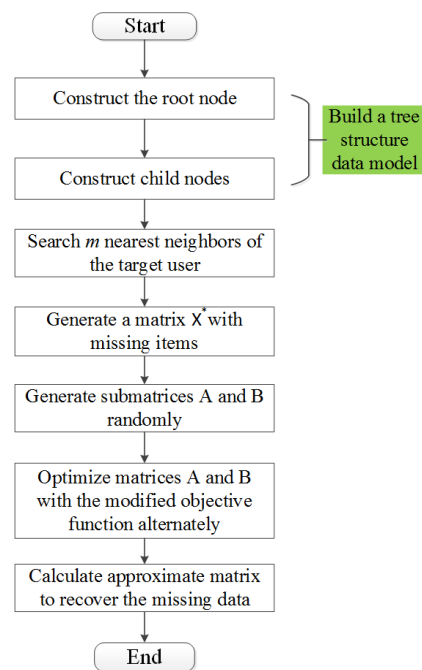 Start
Construct the root node
Construct child nodes
Build a tree
structure
data model
Search m nearest neighbors of
the target user
Generate a matrix X* with
missing items
Generate submatrices A and B
randomly
Optimize matrices A and B
with the modified objective
function alternately
Calculate approximate matrix
to recover the missing data
End